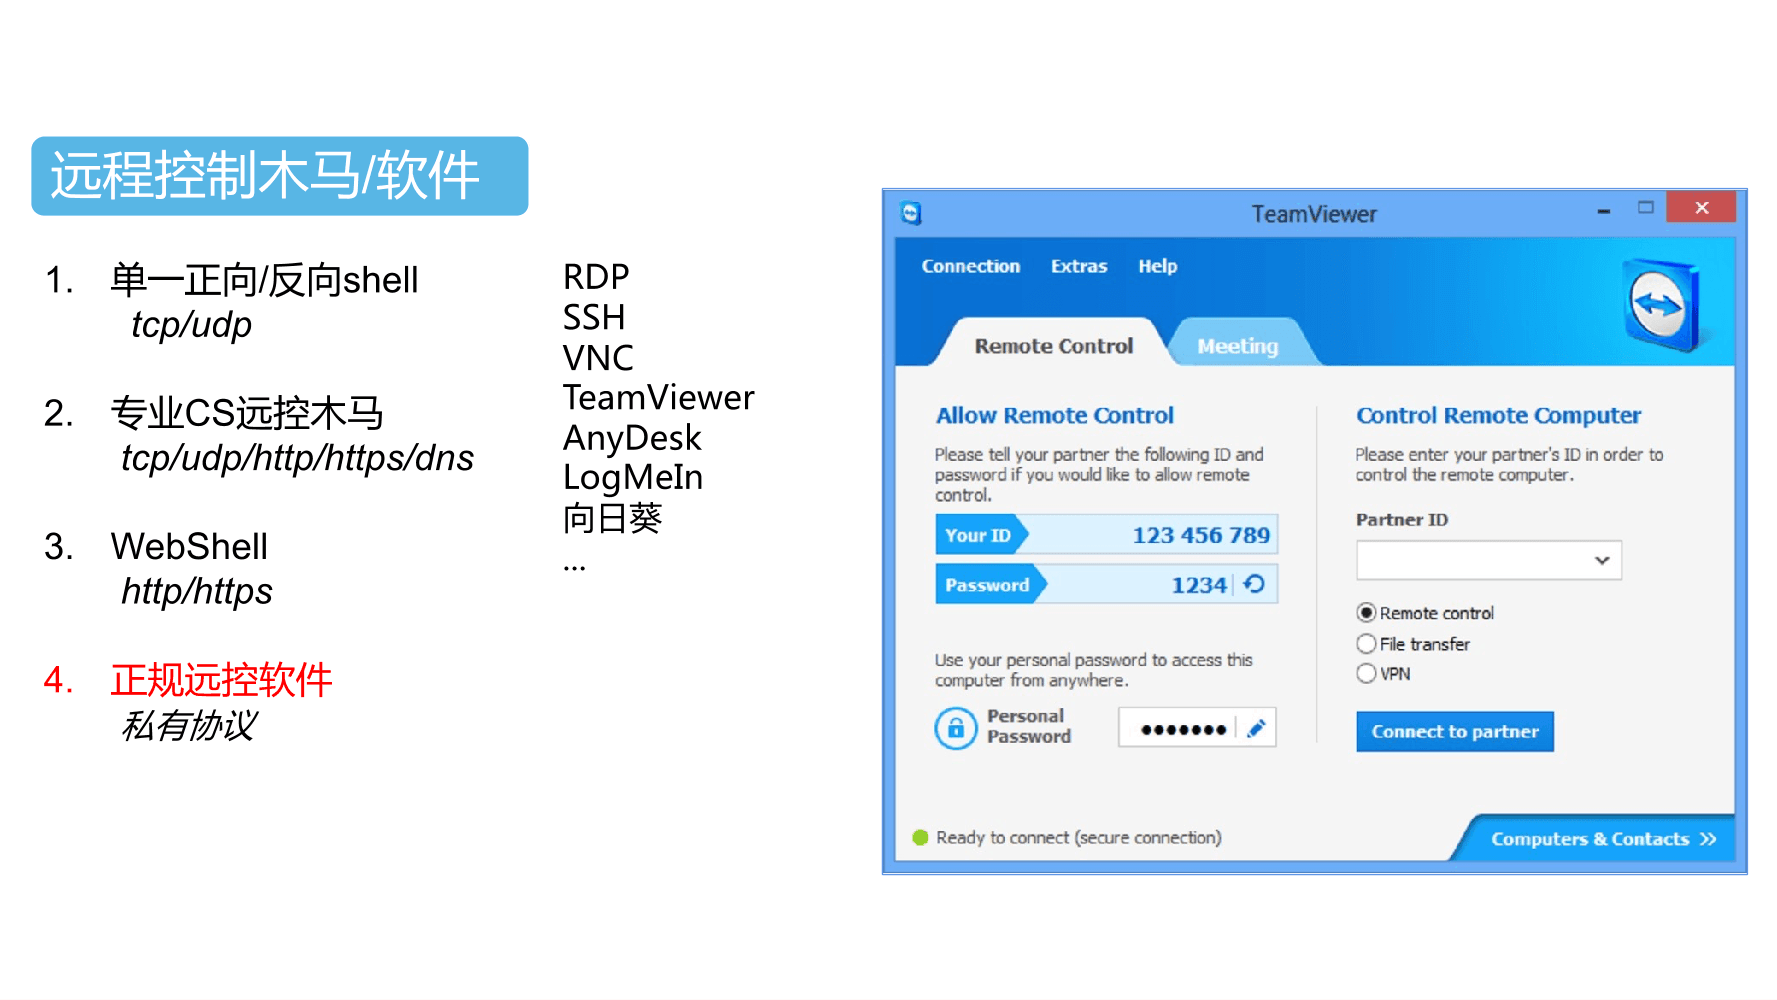 远程控制木马/软件
1. 单一正向/反向shell
tcp/udp
2. 专业CS远控木马
tcp/udp/http/https/dns
3. WebShell
http/https
4. 正规远控软件
私有协议
RDP
SSH
VNC
TeamViewer
AnyDesk
LogMeIn
向日葵
...
TeamViewer
Connection Extras Help
Remote Control Meeting
Allow Remote Control
Please tell your partner the following ID and
password if you would like to allow remote
control.
Your ID 123 456 789
Password 1234
Use your personal password to access this
computer from anywhere.
Personal
Password
Control Remote Computer
Please enter your partner's ID in order to
control the remote computer.
Partner ID
Remote control
File transfer
VPN
Connect to partner
Ready to connect (secure connection)
Computers & Contacts >>